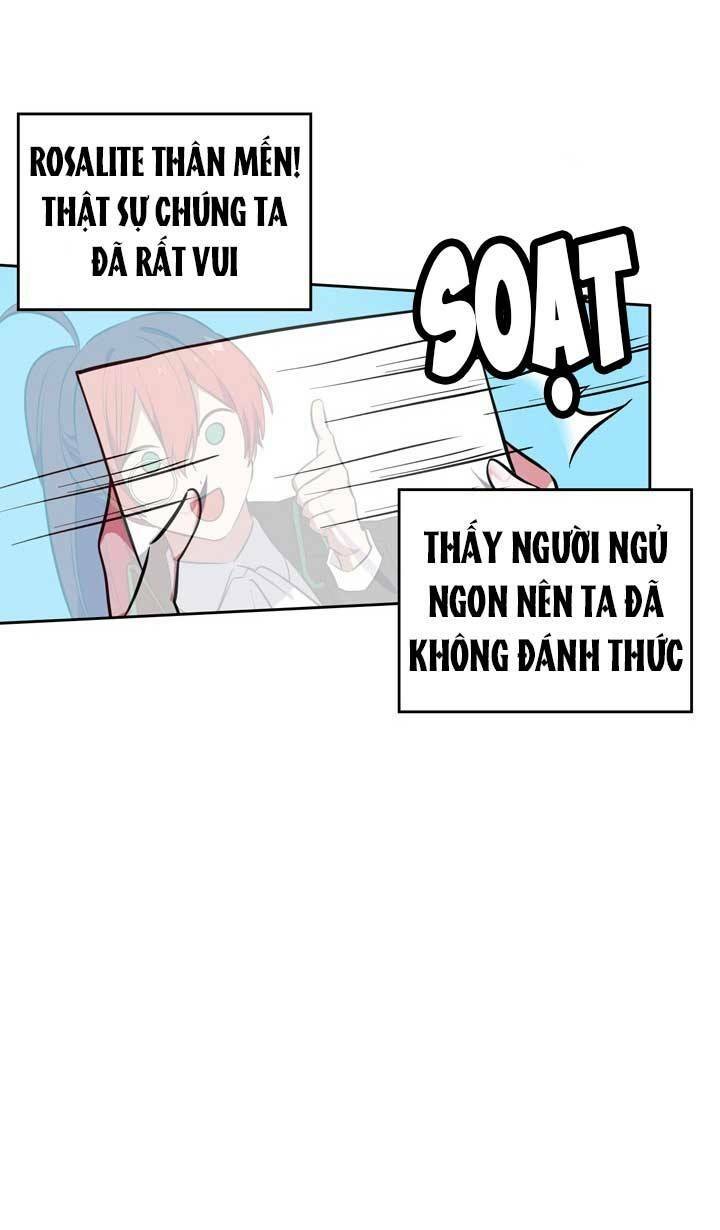 ROSALITE THÂN MẾN!
THẬT SỰ CHÚNG TA
ĐÃ RẤT VUI
SOẠT
THẤY NGƯỜI NGỦ
NGON NÊN TA ĐÃ
KHÔNG ĐÁNH THỨC